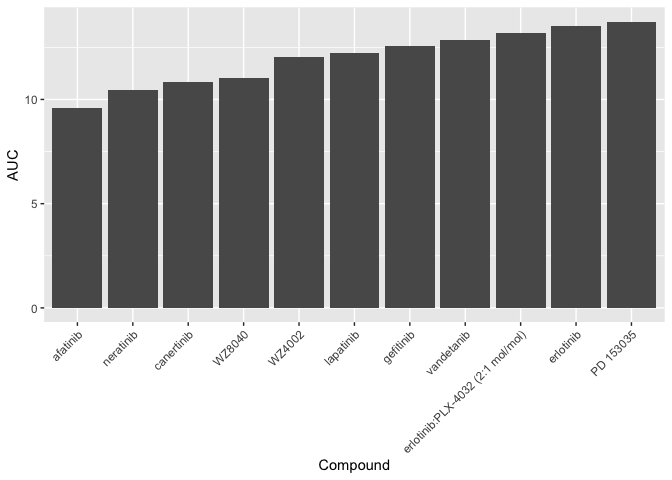 AUC
10
5
0
afatinib
neratinib
canertinib
WZ8040
WZ4002
lapatinib
gefitinib
vandetanib
erlotinib:PLX-4032 (2:1 mol/mol)
erlotinib
PD 153035
Compound